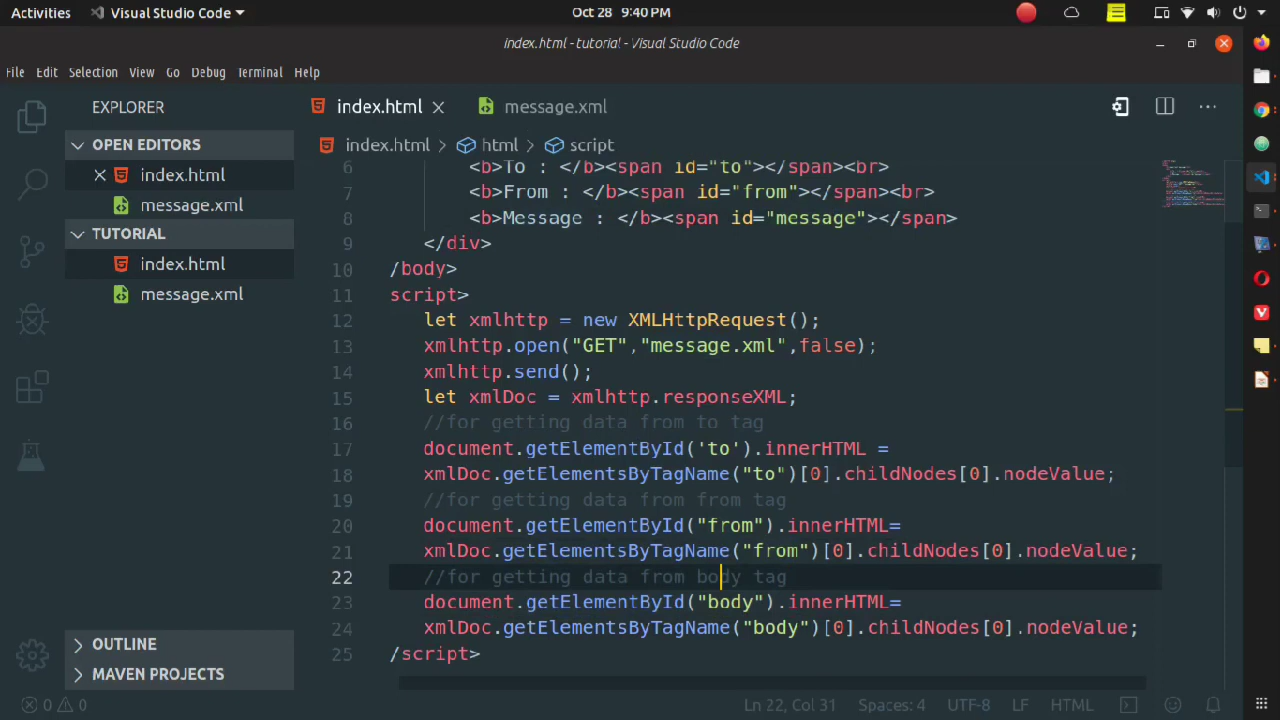 Activities
Visual Studio Code
Oct 28 9:40 PM
index.html - tutorial - Visual Studio Code
File Edit Selection View Go Debug Terminal Help
EXPLORER
OPEN EDITORS
index.html
message.xml
TUTORIAL
index.html
message.xml
OUTLINE
MAVEN PROJECTS
index.html
message.xml
index.html > html > script
6 <b>To : </b><span id="to"></span><br>
7 <b>From : </b><span id="from"></span><br>
8 <b>Message : </b><span id="message"></span>
9 </div>
10 /body>
11 script>
12 let xmlhttp = new XMLHttpRequest();
13 xmlhttp.open("GET","message.xml",false);
14 xmlhttp.send();
15 let xmlDoc = xmlhttp.responseXML;
16 //for getting data from to tag
17 document.getElementById('to').innerHTML =
18 xmlDoc.getElementsByTagName("to")[0].childNodes[0].nodeValue;
19 //for getting data from from tag
20 document.getElementById("from").innerHTML=
21 xmlDoc.getElementsByTagName("from")[0].childNodes[0].nodeValue;
22 //for getting data from body tag
23 document.getElementById("body").innerHTML=
24 xmlDoc.getElementsByTagName("body")[0].childNodes[0].nodeValue;
25 /script>
0 0
Ln 22, Col 31 Spaces: 4 UTF-8 LF HTML